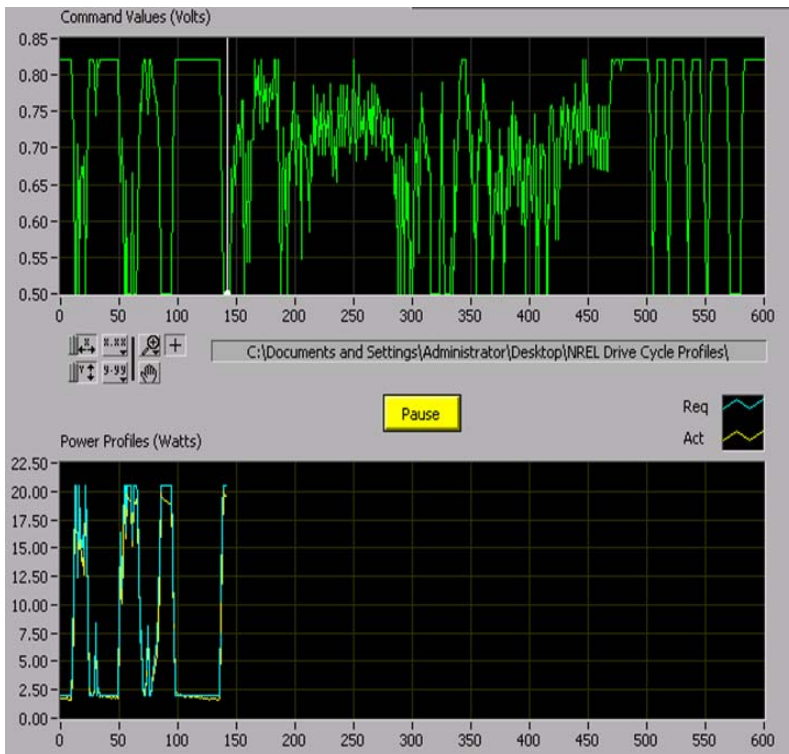 Command Values (Volts)
0.85
0.80
0.75
0.70
0.65
0.60
0.55
0.50
0 50 100 150 200 250 300 350 400 450 500 550 600
X X.XX
Y Y.YY
C:\Documents and Settings\Administrator\Desktop\NREL Drive Cycle Profiles\
Pause
Req
Act
Power Profiles (Watts)
22.50
20.00
17.50
15.00
12.50
10.00
7.50
5.00
2.50
0.00
0 50 100 150 200 250 300 350 400 450 500 550 600